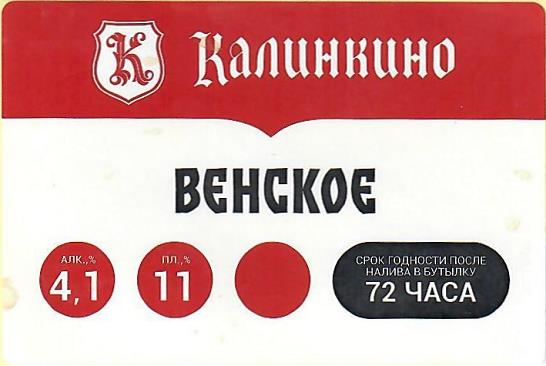 К Калинкино
ВЕНСКОЕ
АЛК.,%
4,1
ПЛ.,%
11
СРОК ГОДНОСТИ ПОСЛЕ
НАЛИВА В БУТЫЛКУ
72 ЧАСА